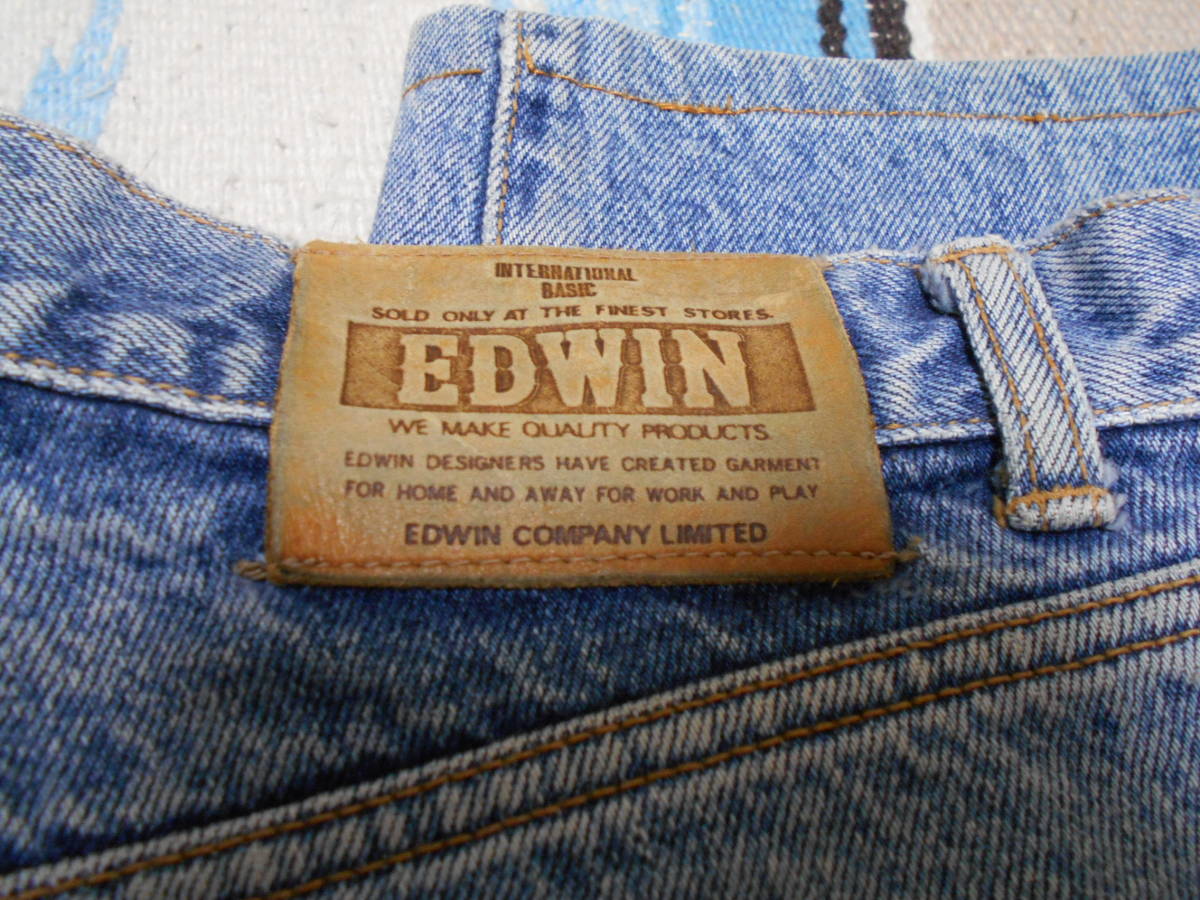 INTERNATIONAL
BASIC
SOLD ONLY AT THE FINEST STORES.
EDWIN
WE MAKE QUALITY PRODUCTS
EDWIN DESIGNERS HAVE CREATED GARMENT
FOR HOME AND AWAY FOR WORK AND PLAY
EDWIN COMPANY LIMITED